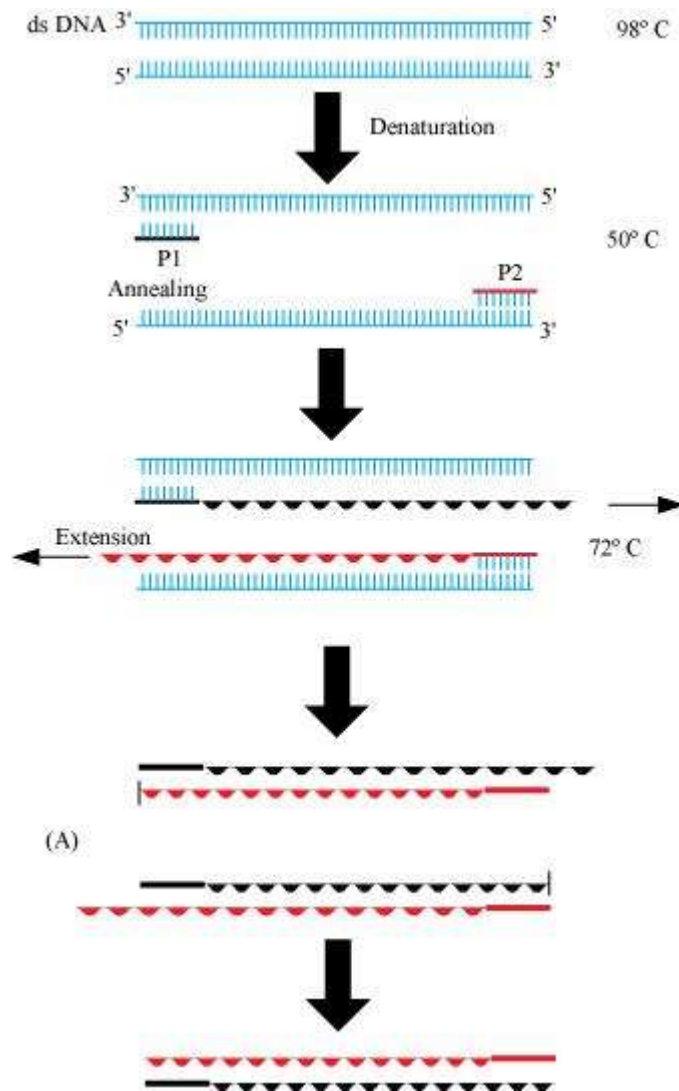 ds DNA 3' 5' 98° C
5' 3'
Denaturation
3' 5'
50° C
P1 P2
Annealing
5' 3'
Extension 72° C
(A)